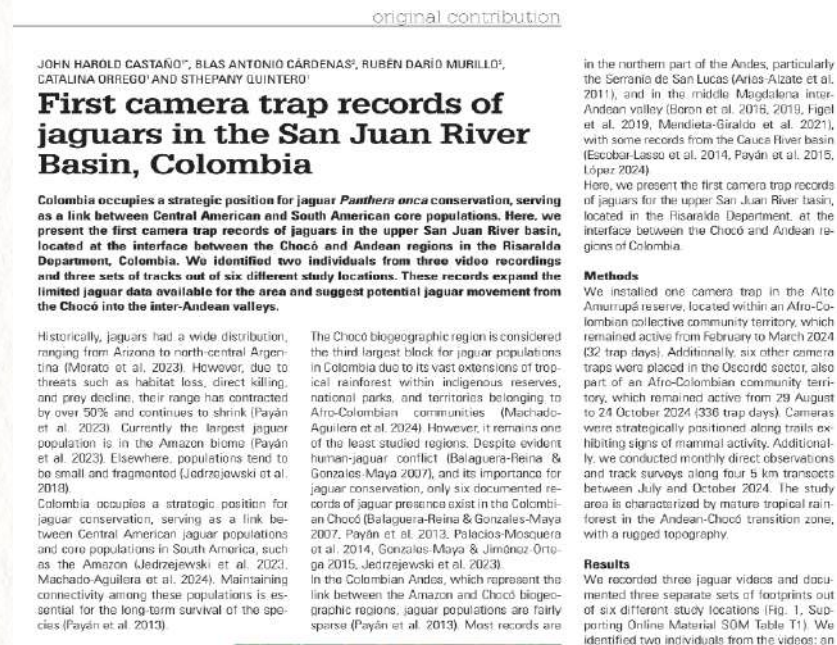 original contribution
JOHN HAROLD CASTAÑO¹*, BLAS ANTONIO CÁRDENAS², RUBÉN DARÍO MURILLO²,
CATALINA ORREGO¹ AND STHEPANY QUINTERO¹
First camera trap records of
jaguars in the San Juan River
Basin, Colombia
Colombia occupies a strategic position for jaguar Panthera onca conservation, serving
as a link between Central American and South American core populations. Here, we
present the first camera trap records of jaguars in the upper San Juan River basin,
located at the interface between the Chocó and Andean regions in the Risaralda
Department, Colombia. We identified two individuals from three video recordings
and three sets of tracks out of six different study locations. These records expand the
limited jaguar data available for the area and suggest potential jaguar movement from
the Chocó into the inter-Andean valleys.
Historically, jaguars had a wide distribution,
ranging from Arizona to north-central Argen-
tina (Morato et al. 2023). However, due to
threats such as habitat loss, direct killing,
and prey decline, their range has contracted
by over 50% and continues to shrink (Payán
et al. 2023). Currently the largest jaguar
population is in the Amazon biome (Payán
et al. 2023). Elsewhere, populations tend to
be small and fragmented (Jedrzejewski et al.
2018).
Colombia occupies a strategic position for
jaguar conservation, serving as a link be-
tween Central American jaguar populations
and core populations in South America, such
as the Amazon (Jedrzejewski et al. 2023,
Machado-Aguilera et al. 2024). Maintaining
connectivity among these populations is es-
sential for the long-term survival of the spe-
cies (Payán et al. 2013).
The Chocó biogeographic region is considered
the third largest block for jaguar populations
in Colombia due to its vast extensions of trop-
ical rainforest within indigenous reserves,
national parks, and territories belonging to
Afro-Colombian communities (Machado-
Aguilera et al. 2024). However, it remains one
of the least studied regions. Despite evident
human-jaguar conflict (Balaguera-Reina &
Gonzales-Maya 2007), and its importance for
jaguar conservation, only six documented re-
cords of jaguar presence exist in the Colombi-
an Chocó (Balaguera-Reina & Gonzales-Maya
2007, Payán et al. 2013, Palacios-Mosquera
et al. 2014, Gonzales-Maya & Jiménez-Orte-
ga 2015, Jedrzejewski et al. 2023).
In the Colombian Andes, which represent the
link between the Amazon and Chocó biogeo-
graphic regions, jaguar populations are fairly
sparse (Payán et al. 2013). Most records are
in the northern part of the Andes, particularly
the Serranía de San Lucas (Arias-Alzate et al.
2011), and in the middle Magdalena inter-
Andean valley (Boron et al. 2016, 2019, Figel
et al. 2019, Mendieta-Giraldo et al. 2021),
with some records from the Cauca River basin
(Escobar-Lasso et al. 2014, Payán et al. 2015,
López 2024).
Here, we present the first camera trap records
of jaguars for the upper San Juan River basin,
located in the Risaralda Department, at the
interface between the Chocó and Andean re-
gions of Colombia.
Methods
We installed one camera trap in the Alto
Amurrupá reserve, located within an Afro-Co-
lombian collective community territory, which
remained active from February to March 2024
(32 trap days). Additionally, six other camera
traps were placed in the Oscordó sector, also
part of an Afro-Colombian community terri-
tory, which remained active from 29 August
to 24 October 2024 (336 trap days). Cameras
were strategically positioned along trails ex-
hibiting signs of mammal activity. Additional-
ly, we conducted monthly direct observations
and track surveys along four 5 km transects
between July and October 2024. The study
area is characterized by mature tropical rain-
forest in the Andean-Chocó transition zone,
with a rugged topography.
Results
We recorded three jaguar videos and docu-
mented three separate sets of footprints out
of six different study locations (Fig. 1, Sup-
porting Online Material SOM Table T1). We
identified two individuals from the videos: an